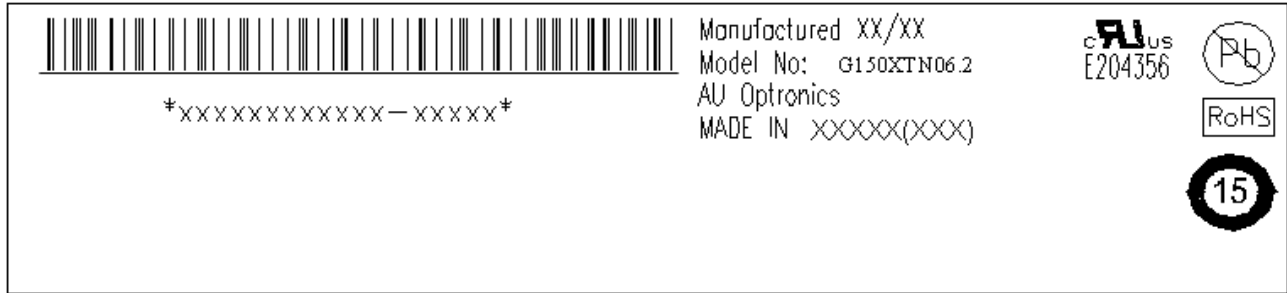 *xxxxxxxxxxxx-xxxxx*
Manufactured XX/XX
Model No: G150XTN06.2
AU Optronics
MADE IN XXXXX(XXX)
c RU us
E204356
Pb
RoHS
15